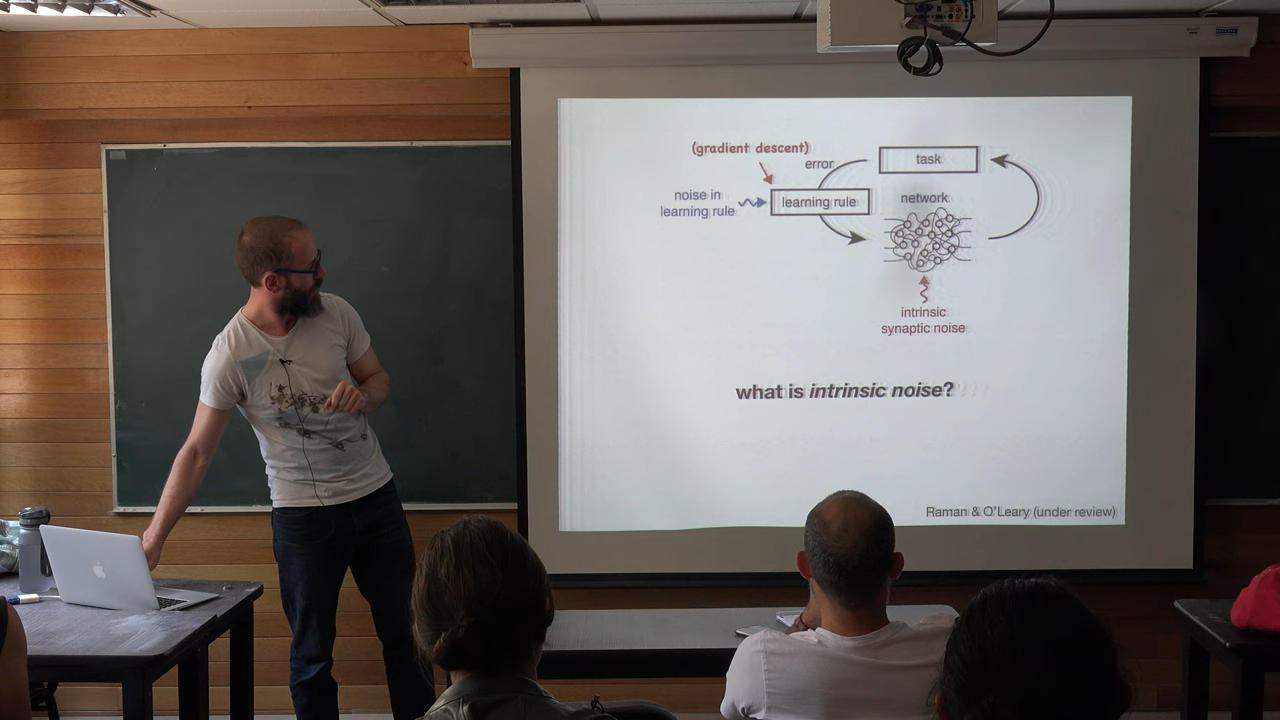 (gradient descent)
error
task
noise in
learning rule
learning rule
network
intrinsic
synaptic noise
what is intrinsic noise?
Raman & O'Leary (under review)